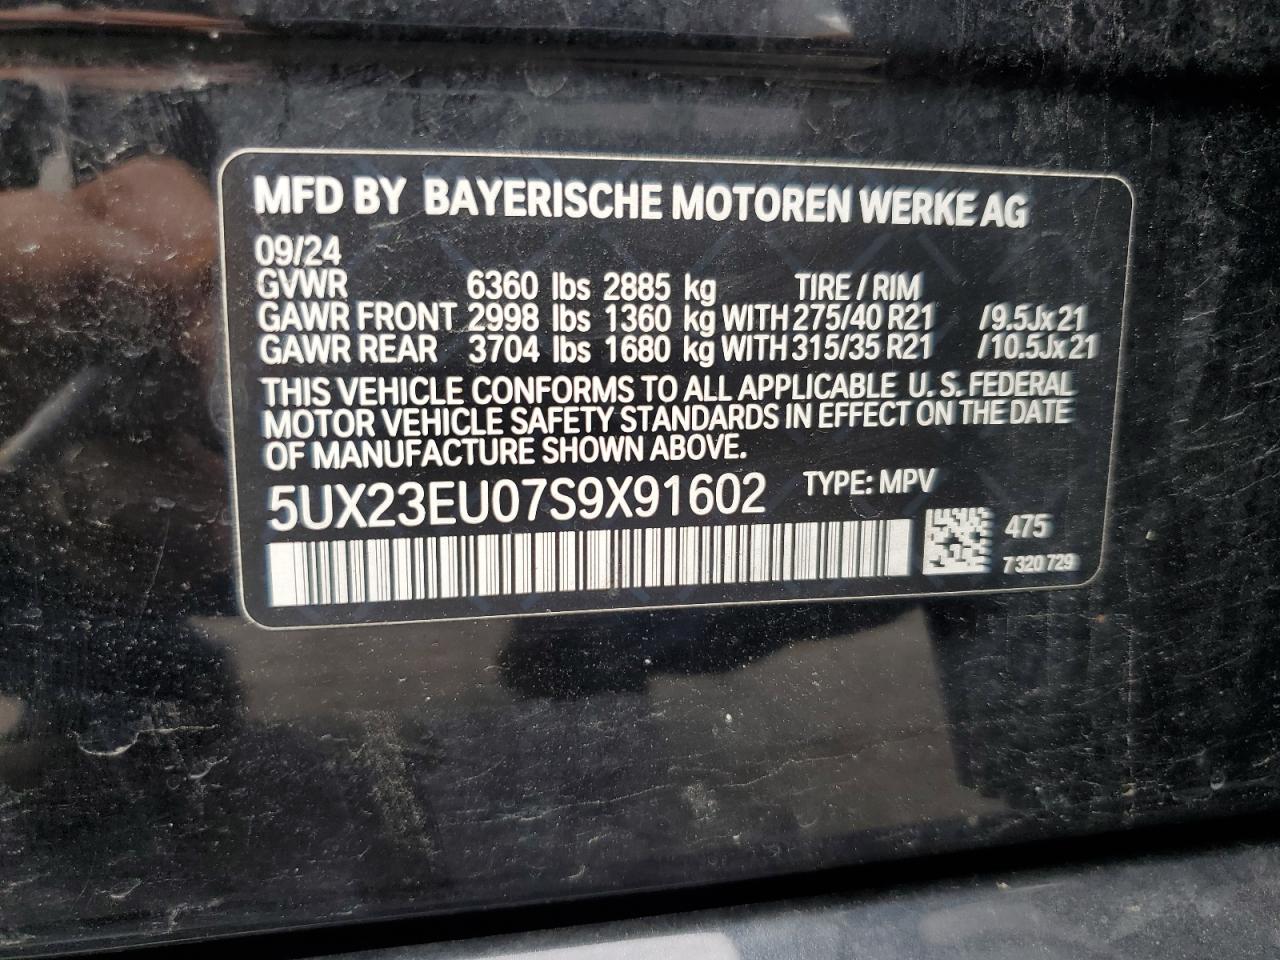 MFD BY BAYERISCHE MOTOREN WERKE AG
09/24
GVWR 6360 lbs 2885 kg TIRE / RIM
GAWR FRONT 2998 lbs 1360 kg WITH 275/40 R21 /9.5Jx21
GAWR REAR 3704 lbs 1680 kg WITH 315/35 R21 /10.5Jx21
THIS VEHICLE CONFORMS TO ALL APPLICABLE U. S. FEDERAL
MOTOR VEHICLE SAFETY STANDARDS IN EFFECT ON THE DATE
OF MANUFACTURE SHOWN ABOVE.
5UX23EU07S9X91602 TYPE: MPV
475
7 320 729